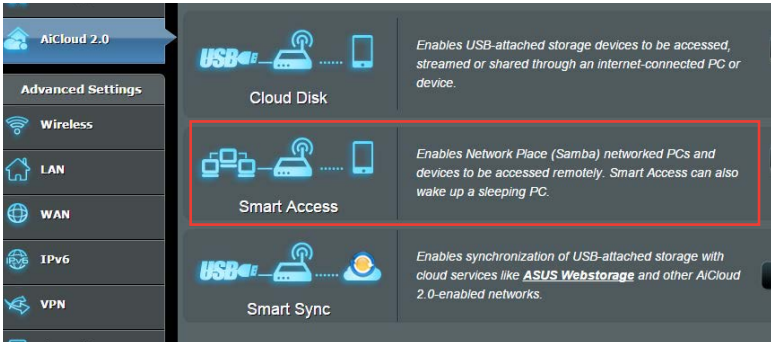 AiCloud 2.0
Advanced Settings
Wireless
LAN
WAN
IPv6
IPv6
VPN
USB
Cloud Disk
Enables USB-attached storage devices to be accessed,
streamed or shared through an internet-connected PC or
device.
Smart Access
Enables Network Place (Samba) networked PCs and
devices to be accessed remotely. Smart Access can also
wake up a sleeping PC.
USB
Smart Sync
Enables synchronization of USB-attached storage with
cloud services like ASUS Webstorage and other AiCloud
2.0-enabled networks.